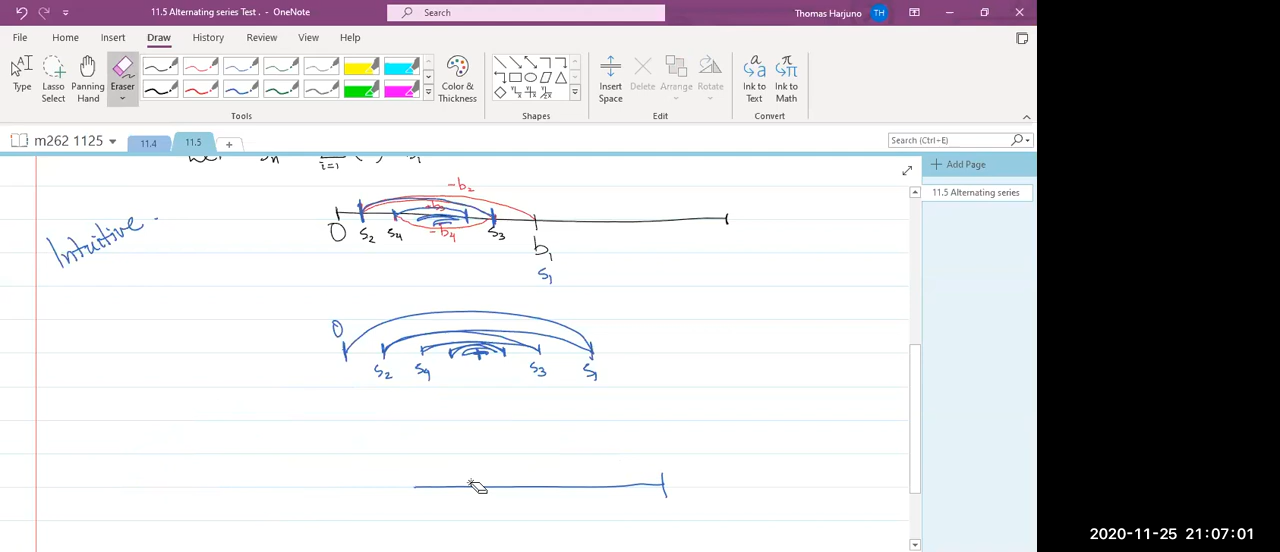 11.5 Alternating series Test . - OneNote
Search
Thomas Harjuno
TH
File Home Insert Draw History Review View Help
Type
Lasso Select
Panning Hand
Eraser
Color & Thickness
Insert Space
Delete
Arrange
Rotate
Ink to Text
Ink to Math
Tools
Shapes
Edit
Convert
m262 1125
11.4
11.5
+
Search (Ctrl+E)
Add Page
11.5 Alternating series
i=1
-b₂
-b₃
Intuitive .
0 s₂ s₄ -b₄ s₃
b₁
s₁
0
s₂ s₄ s₃ s₁
2020-11-25 21:07:01